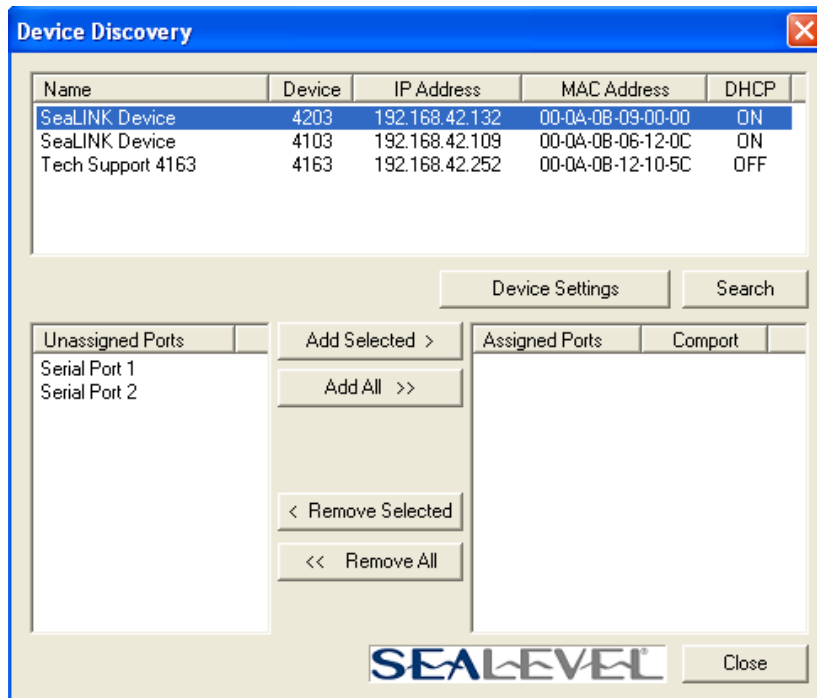 Device Discovery
Name Device IP Address MAC Address DHCP
SeaLINK Device 4203 192.168.42.132 00-0A-0B-09-00-00 ON
SeaLINK Device 4103 192.168.42.109 00-0A-0B-06-12-0C ON
Tech Support 4163 4163 192.168.42.252 00-0A-0B-12-10-5C OFF
Device Settings Search
Unassigned Ports
Serial Port 1
Serial Port 2
Add Selected >
Add All >>
< Remove Selected
<< Remove All
Assigned Ports Comport
SEALEVEL®
Close